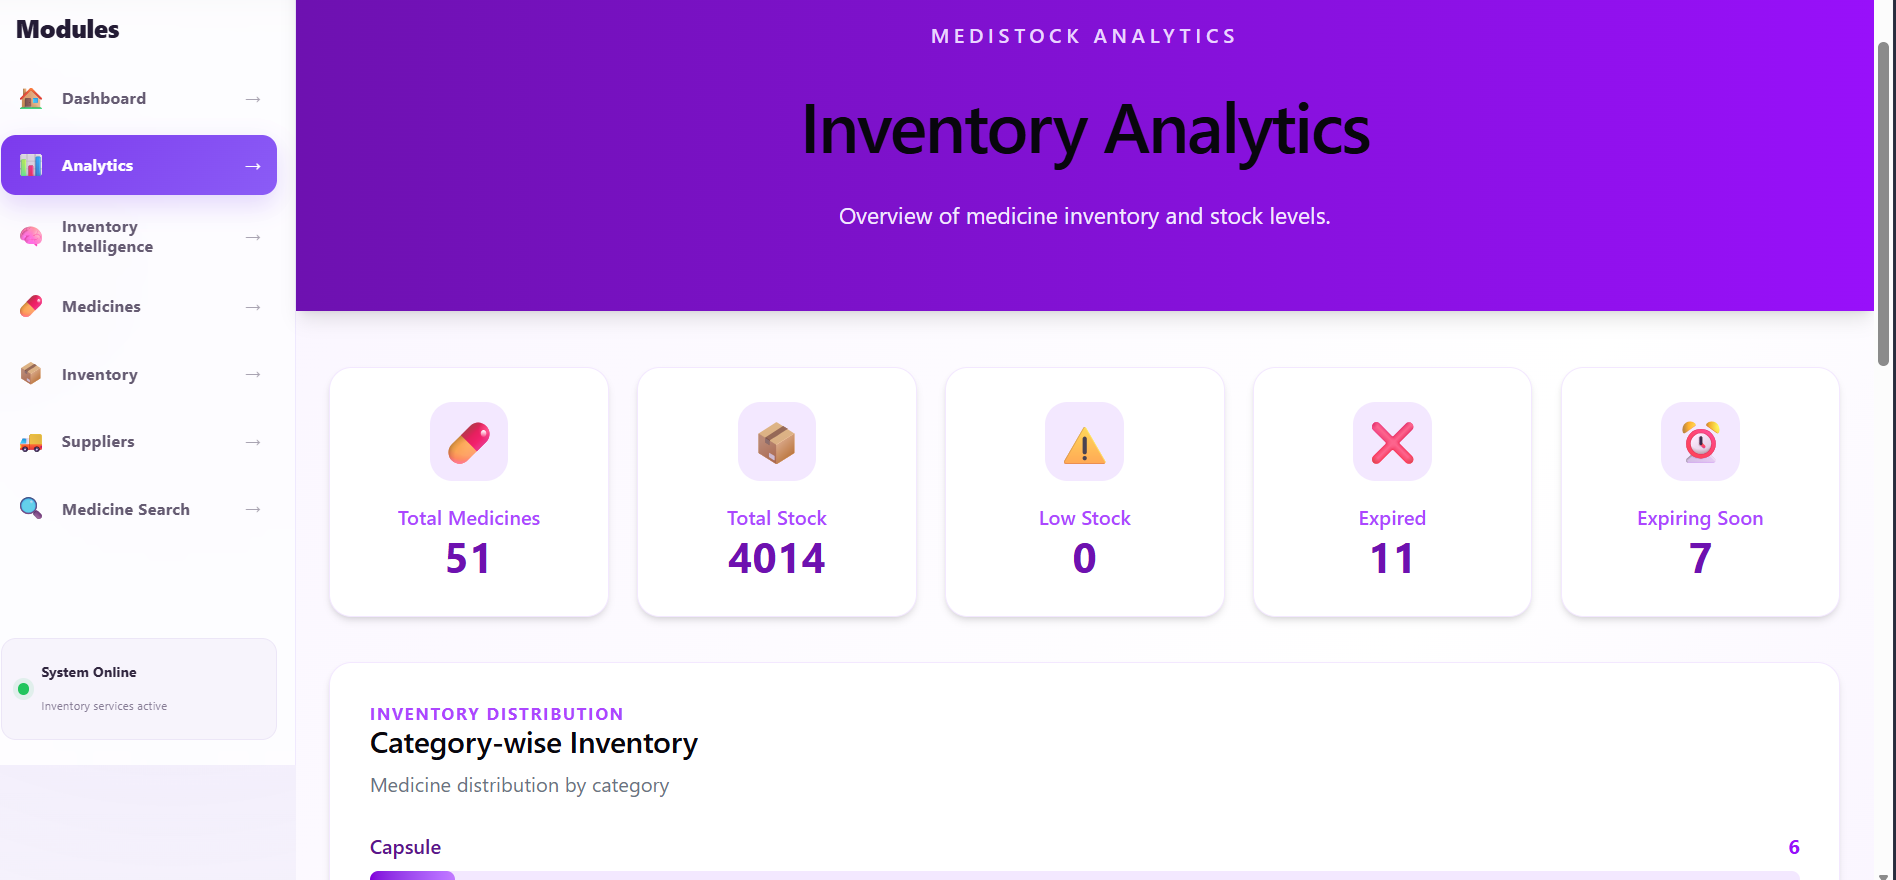 Modules
Dashboard →
Analytics →
Inventory
Intelligence →
Medicines →
Inventory →
Suppliers →
Medicine Search →
System Online
Inventory services active
MEDISTOCK ANALYTICS
Inventory Analytics
Overview of medicine inventory and stock levels.
Total Medicines
51
Total Stock
4014
Low Stock
0
Expired
11
Expiring Soon
7
INVENTORY DISTRIBUTION
Category-wise Inventory
Medicine distribution by category
Capsule 6